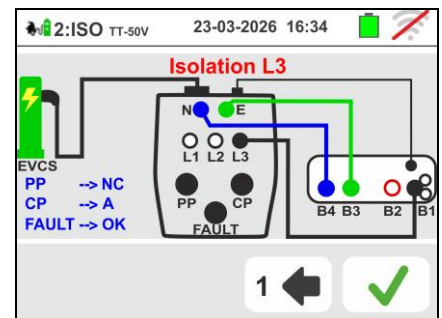 2:ISO TT-50V 23-03-2026 16:34
Isolation L3
N E
L1 L2 L3
EVCS
PP --> NC
CP --> A
FAULT --> OK
PP CP
FAULT
B4 B3 B2 B1
1